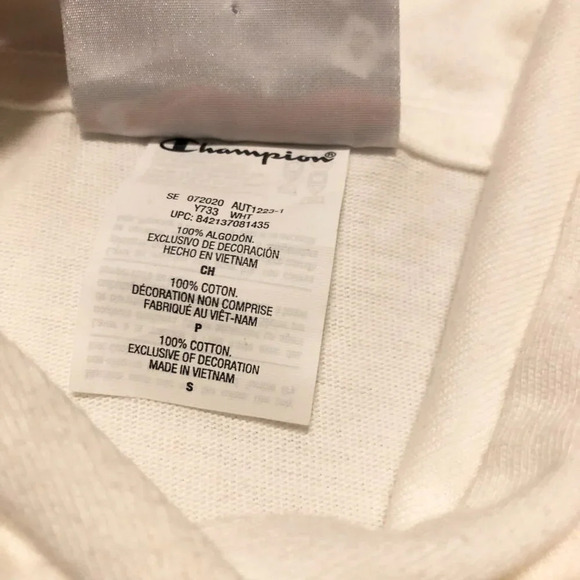 Champion®
SE 072020 AUT1223-1
Y733 WHT
UPC: 842137081435
100% ALGODÓN.
EXCLUSIVO DE DECORACIÓN
HECHO EN VIETNAM
CH
100% COTON.
DÉCORATION NON COMPRISE
FABRIQUÉ AU VIÊT-NAM
P
100% COTTON.
EXCLUSIVE OF DECORATION
MADE IN VIETNAM
S